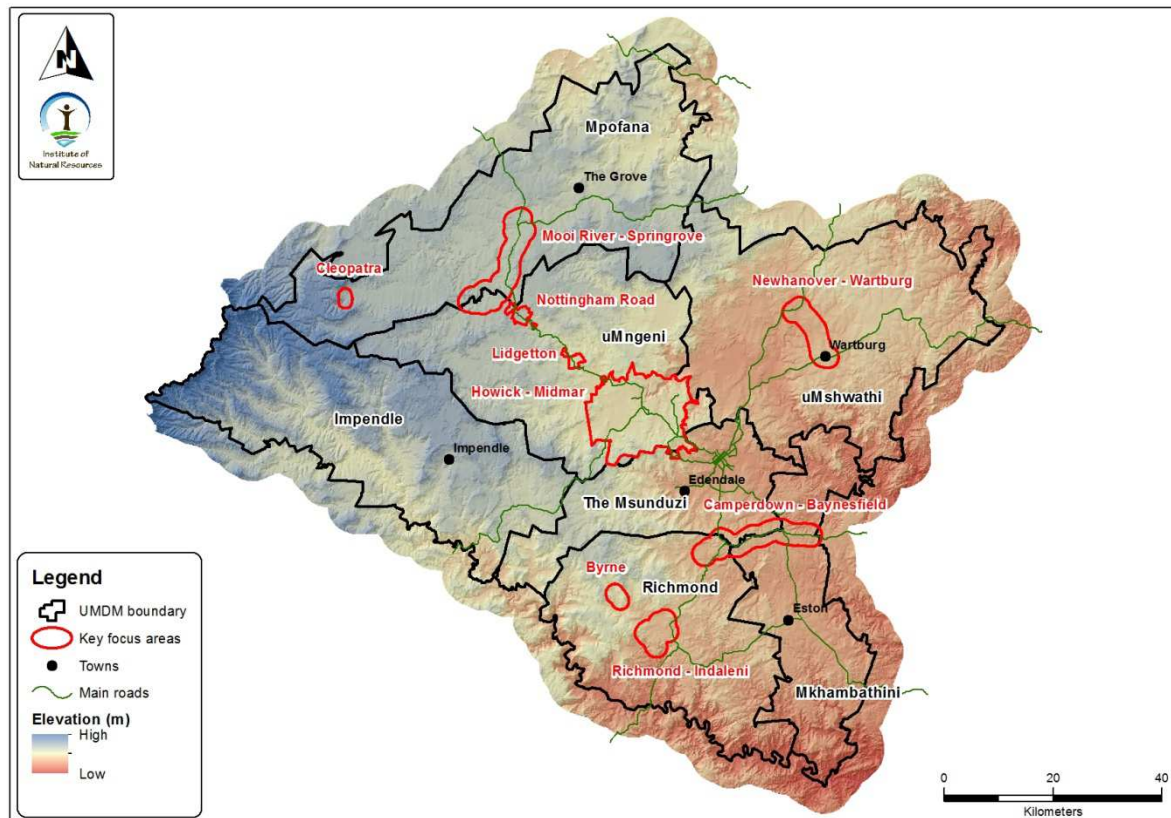 N
Institute of
Natural Resources
Mpofana
The Grove
Mooi River - Springrove
Cleopatra
Newhanover - Wartburg
Nottingham Road
uMngeni
Wartburg
Lidgetton
Howick - Midmar
uMshwathi
Impendle
Impendle
Edendale
The Msunduzi
Camperdown - Baynesfield
Byrne
Richmond
Eston
Richmond - Indaleni
Mkhambathini
Legend
UMDM boundary
Key focus areas
Towns
Main roads
Elevation (m)
High
Low
0 20 40
Kilometers